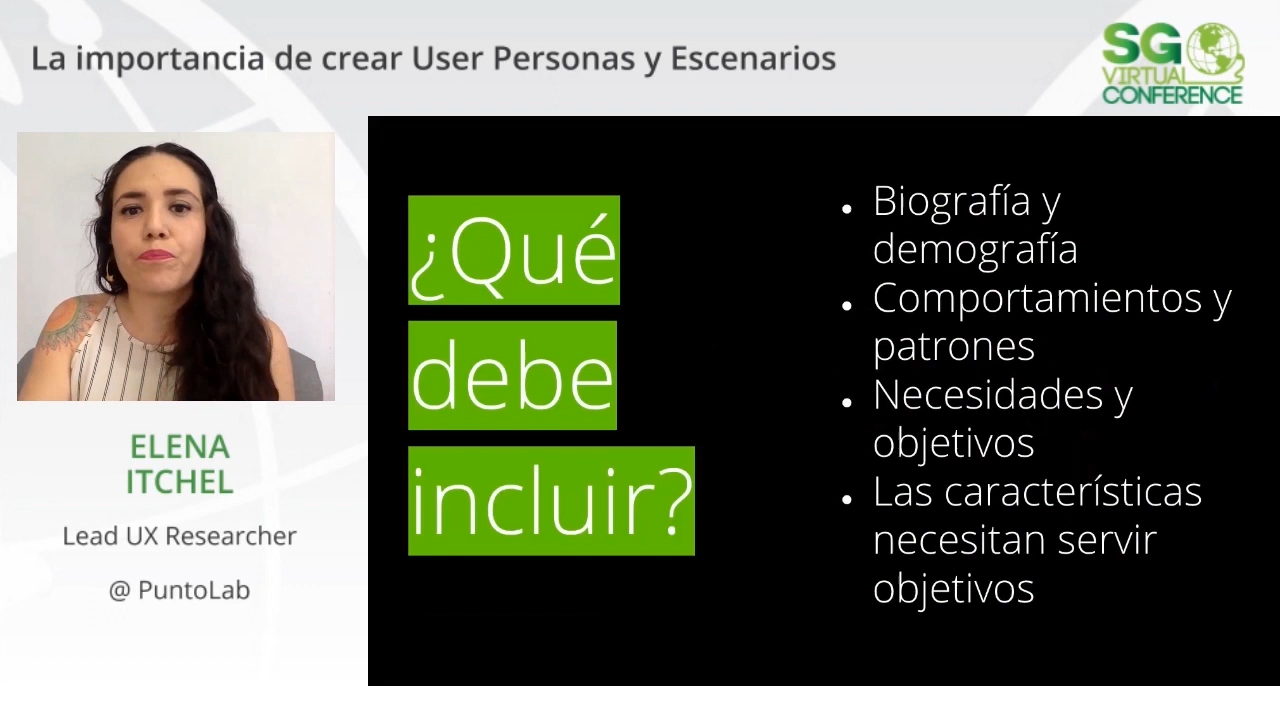 La importancia de crear User Personas y Escenarios
SG
VIRTUAL
CONFERENCE
ELENA
ITCHEL
Lead UX Researcher
@ PuntoLab
¿Qué
debe
incluir?
• Biografía y
demografía
• Comportamientos y
patrones
• Necesidades y
objetivos
• Las características
necesitan servir
objetivos